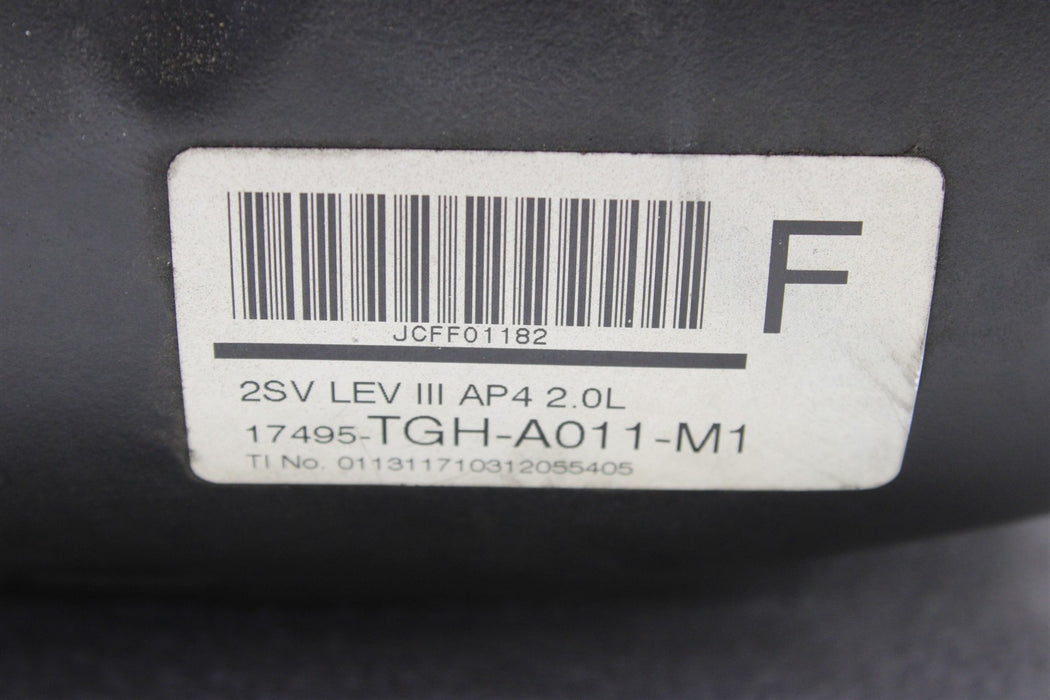 F
JCFF01182
2SV LEV III AP4 2.0L
17495-TGH-A011-M1
TI No. 011311710312055405